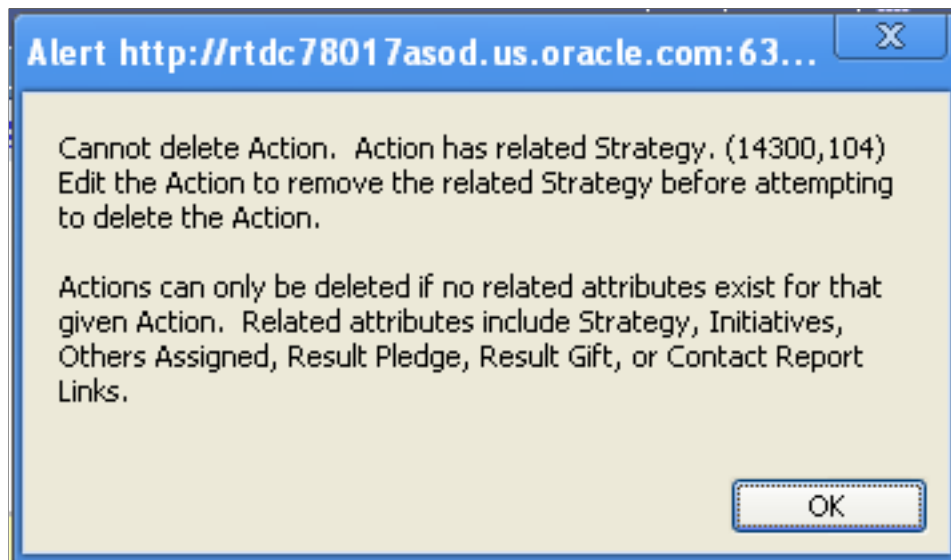 Alert http://rtdc78017asod.us.oracle.com:63...
Cannot delete Action.  Action has related Strategy. (14300,104)
Edit the Action to remove the related Strategy before attempting
to delete the Action.
Actions can only be deleted if no related attributes exist for that
given Action.  Related attributes include Strategy, Initiatives,
Others Assigned, Result Pledge, Result Gift, or Contact Report
Links.
OK